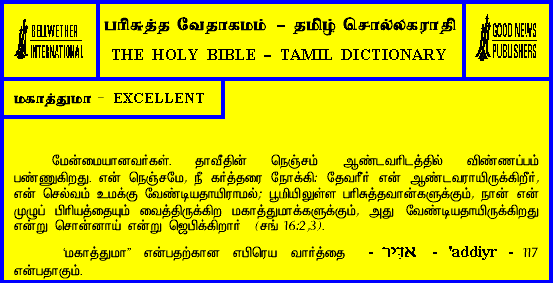 BELLWETHER
INTERNATIONAL
பரிசுத்த வேதாகமம் – தமிழ் சொல்லகராதி
THE HOLY BIBLE – TAMIL DICTIONARY
GOOD NEWS
PUBLISHERS
மகாத்துமா - EXCELLENT
மேன்மையானவர்கள். தாவீதின் நெஞ்சம் ஆண்டவரிடத்தில் விண்ணப்பம்
பண்ணுகிறது. என் நெஞ்சமே, நீ கர்த்தரை நோக்கி: தேவரீர் என் ஆண்டவராயிருக்கிறீர்,
என் செல்வம் உமக்கு வேண்டியதாயிராமல்; பூமியிலுள்ள பரிசுத்தவான்களுக்கும், நான் என்
முழுப் பிரியத்தையும் வைத்திருக்கிற மகாத்துமாக்களுக்கும், அது வேண்டியதாயிருக்கிறது
என்று சொன்னாய் என்று ஜெபிக்கிறார் (சங் 16:2,3).
'மகாத்துமா” என்பதற்கான எபிரெய வார்த்தை - אדּיר - 'addiyr - 117
என்பதாகும்.